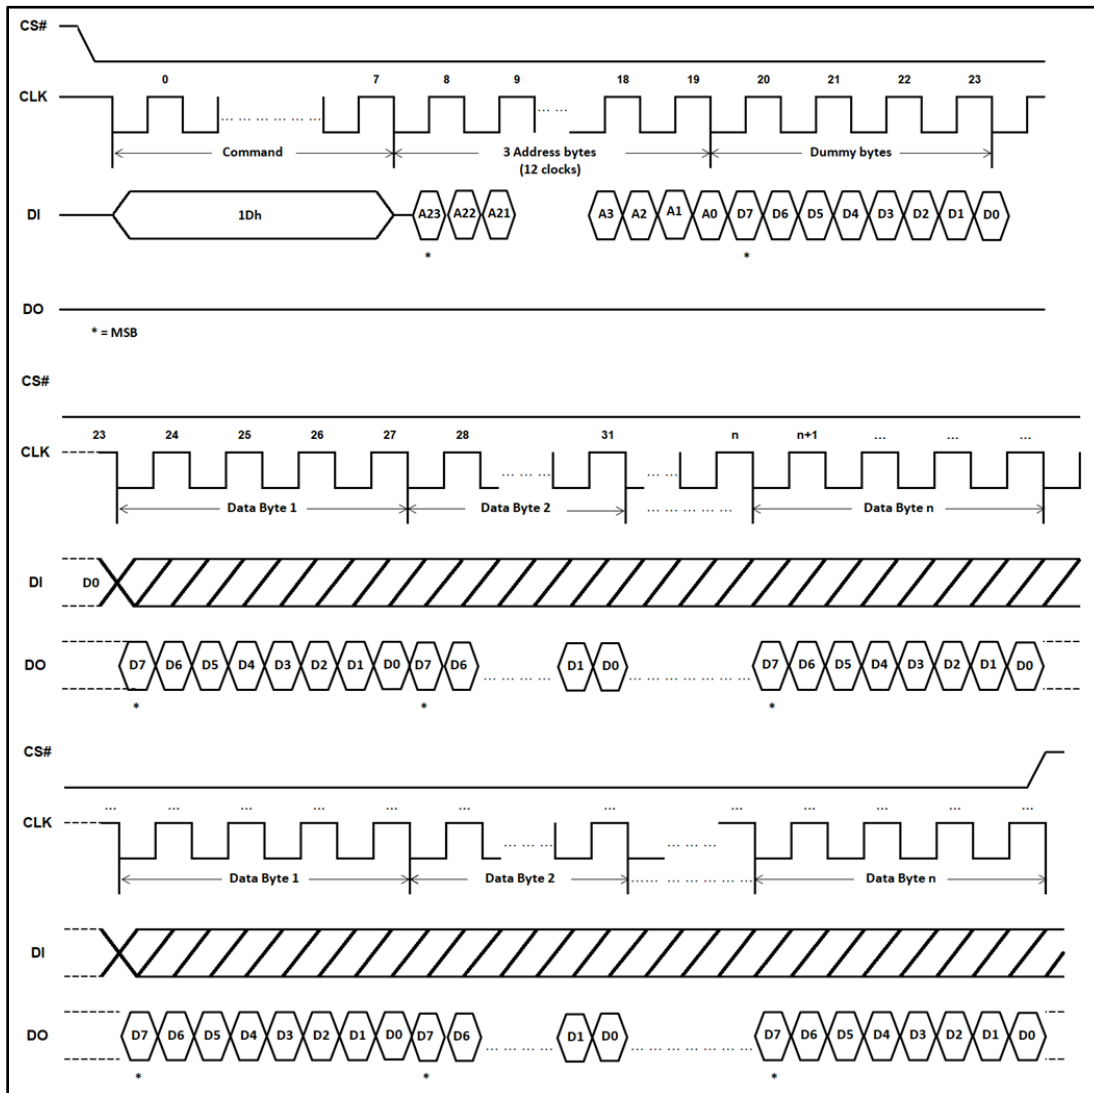 CS#
0 7 8 9 18 19 20 21 22 23
CLK … … … … … … … …
Command 3 Address bytes Dummy bytes
(12 clocks)
DI 1Dh A23 A22 A21 A3 A2 A1 A0 D7 D6 D5 D4 D3 D2 D1 D0
* *
DO
* = MSB
CS#
23 24 25 26 27 28 31 n n+1 … … …
CLK … … … … …
Data Byte 1 Data Byte 2 … … … … … Data Byte n
DI D0
DO D7 D6 D5 D4 D3 D2 D1 D0 D7 D6 … … … … D1 D0 … … … … … … … D7 D6 D5 D4 D3 D2 D1 D0
* * *
CS#
… … … … … … … … … … … …
CLK … … … … … …
Data Byte 1 Data Byte 2 …… … … … … … Data Byte n
DI
DO D7 D6 D5 D4 D3 D2 D1 D0 D7 D6 … … … … D1 D0 … … … … … … … D7 D6 D5 D4 D3 D2 D1 D0
* * *